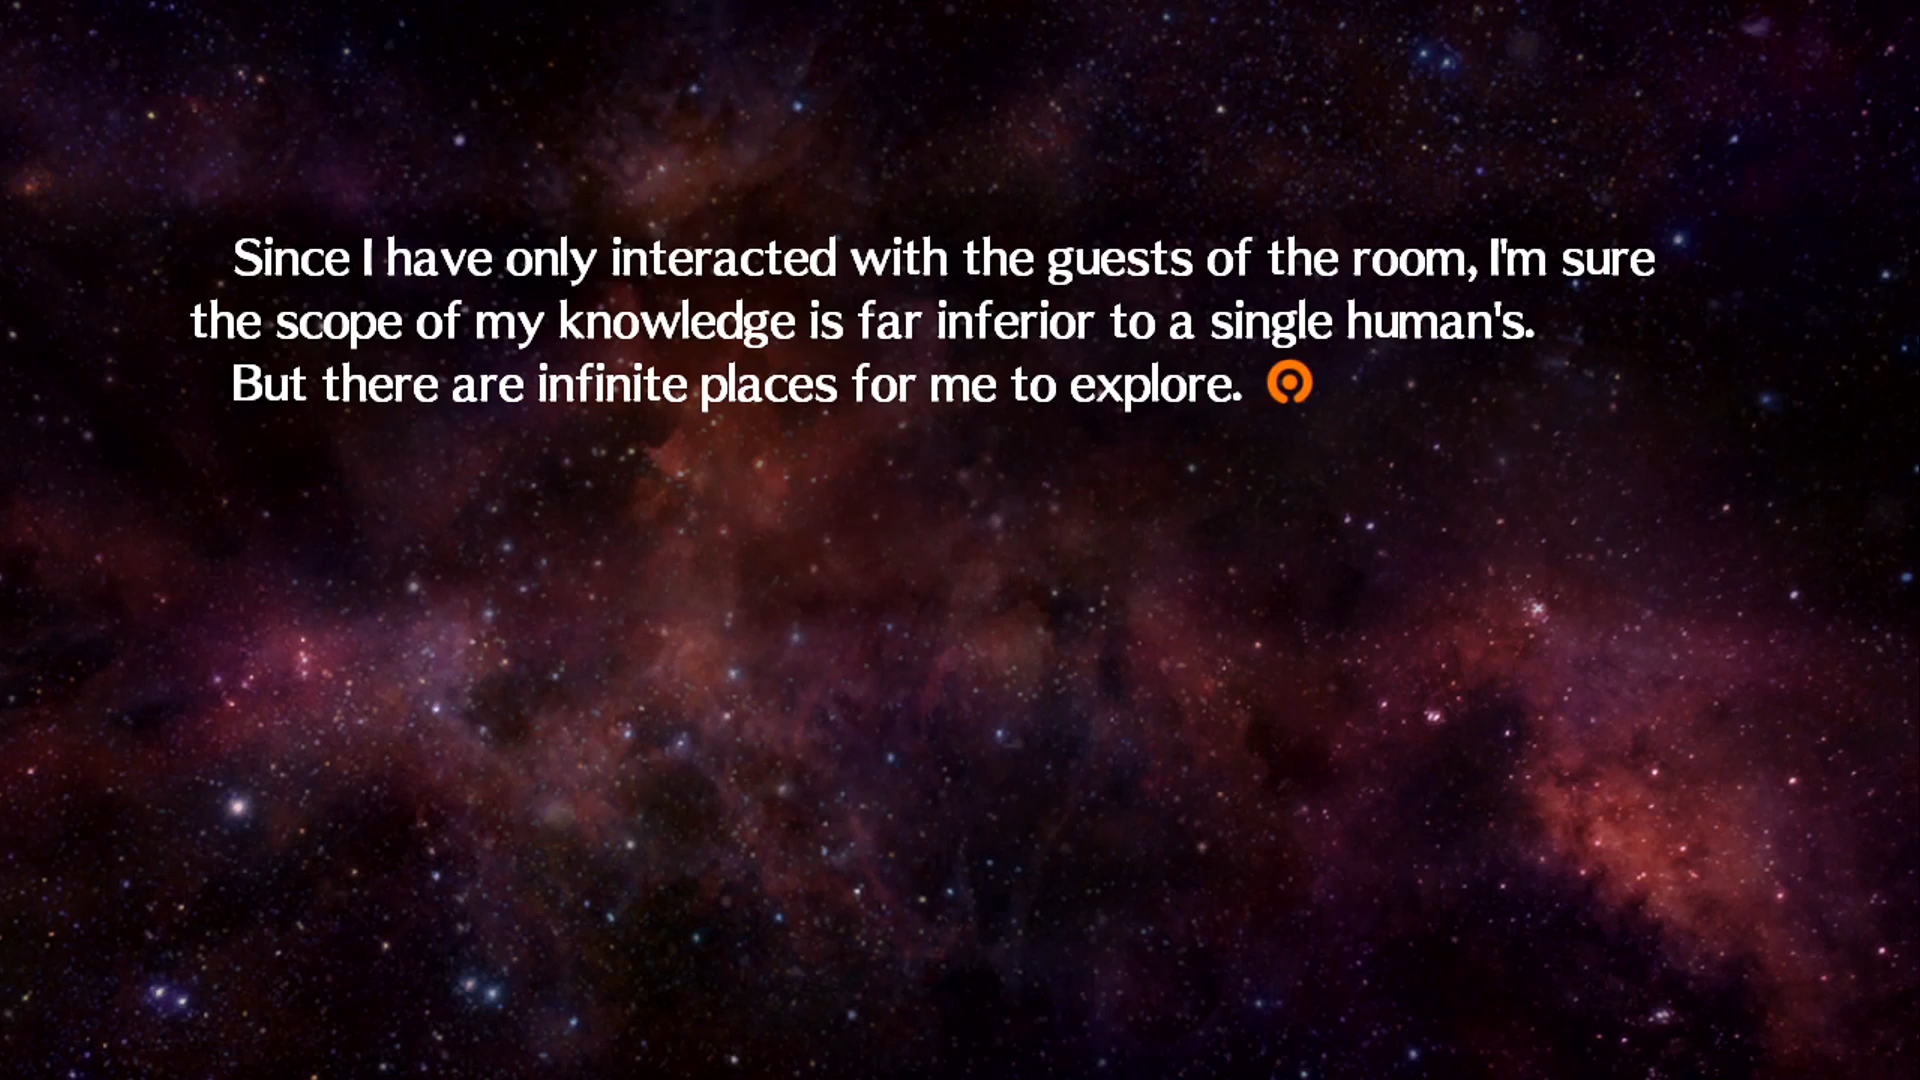 Since I have only interacted with the guests of the room, I'm sure
the scope of my knowledge is far inferior to a single human's.
But there are infinite places for me to explore.